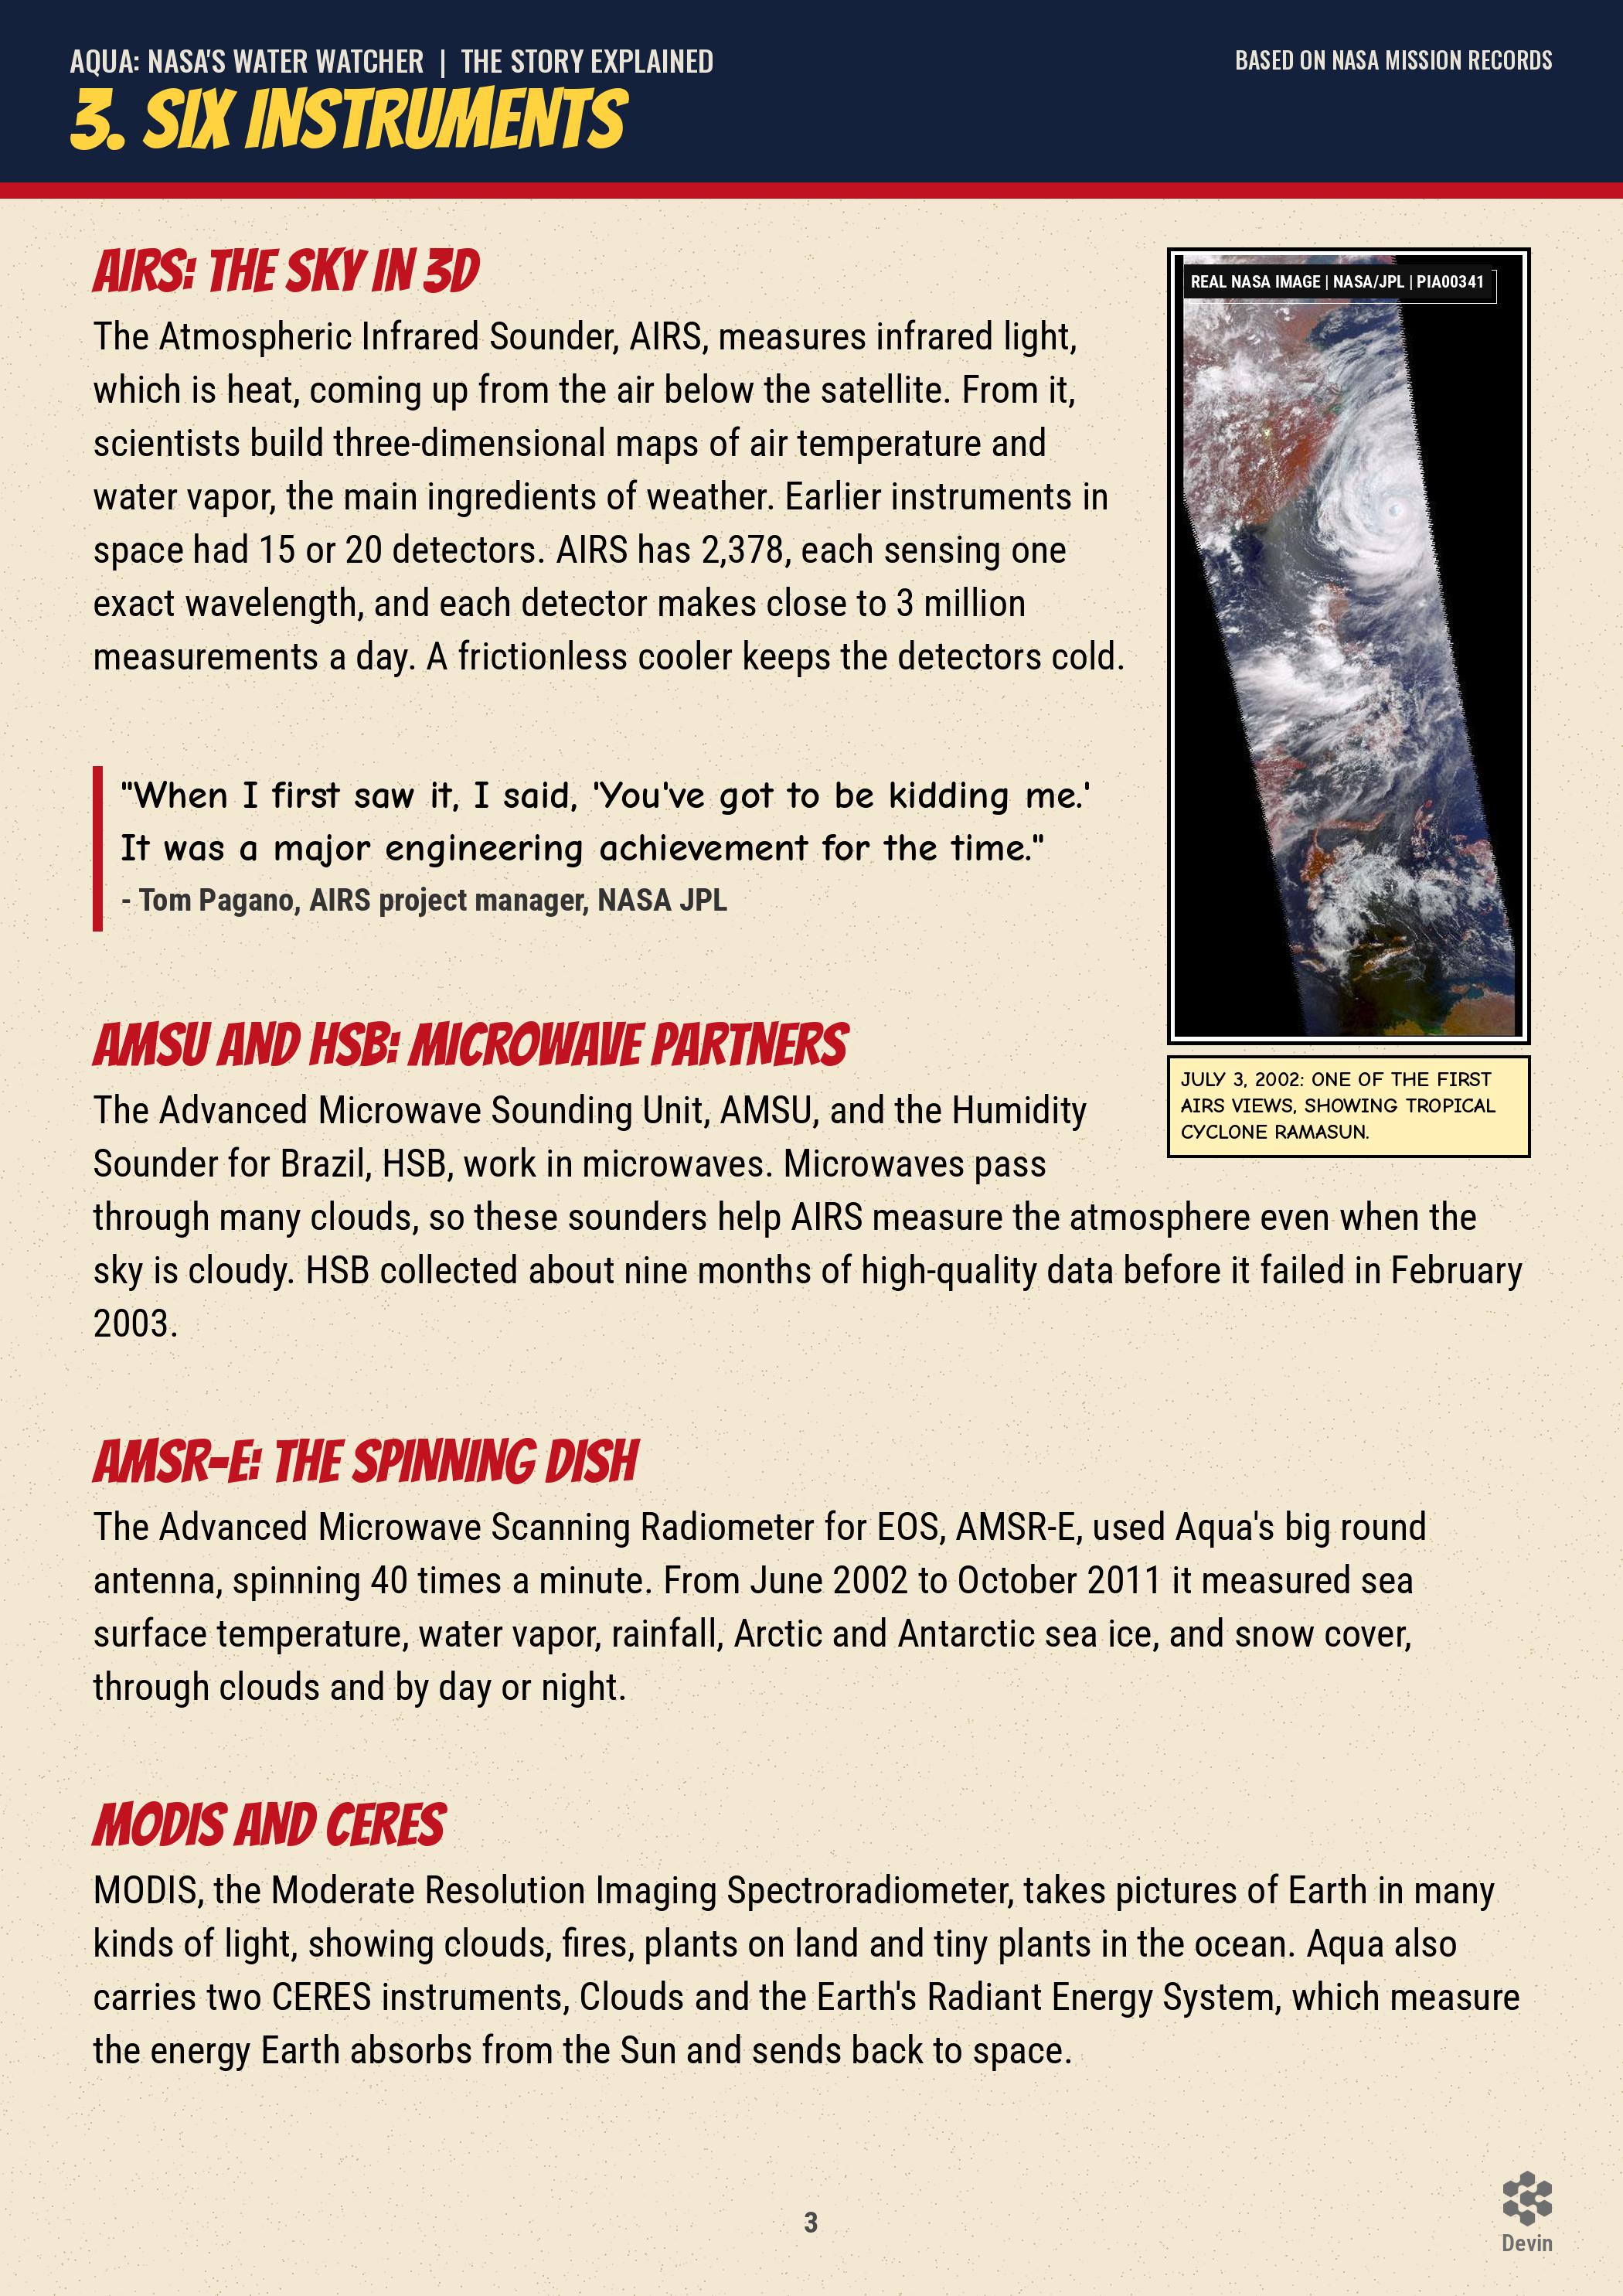 AQUA: NASA'S WATER WATCHER | THE STORY EXPLAINED
BASED ON NASA MISSION RECORDS
3. SIX INSTRUMENTS
AIRS: THE SKY IN 3D
The Atmospheric Infrared Sounder, AIRS, measures infrared light,
which is heat, coming up from the air below the satellite. From it,
scientists build three-dimensional maps of air temperature and
water vapor, the main ingredients of weather. Earlier instruments in
space had 15 or 20 detectors. AIRS has 2,378, each sensing one
exact wavelength, and each detector makes close to 3 million
measurements a day. A frictionless cooler keeps the detectors cold.
"When I first saw it, I said, 'You've got to be kidding me.'
It was a major engineering achievement for the time."
- Tom Pagano, AIRS project manager, NASA JPL
REAL NASA IMAGE | NASA/JPL | PIA00341
JULY 3, 2002: ONE OF THE FIRST
AIRS VIEWS, SHOWING TROPICAL
CYCLONE RAMASUN.
AMSU AND HSB: MICROWAVE PARTNERS
The Advanced Microwave Sounding Unit, AMSU, and the Humidity
Sounder for Brazil, HSB, work in microwaves. Microwaves pass
through many clouds, so these sounders help AIRS measure the atmosphere even when the
sky is cloudy. HSB collected about nine months of high-quality data before it failed in February
2003.
AMSR-E: THE SPINNING DISH
The Advanced Microwave Scanning Radiometer for EOS, AMSR-E, used Aqua's big round
antenna, spinning 40 times a minute. From June 2002 to October 2011 it measured sea
surface temperature, water vapor, rainfall, Arctic and Antarctic sea ice, and snow cover,
through clouds and by day or night.
MODIS AND CERES
MODIS, the Moderate Resolution Imaging Spectroradiometer, takes pictures of Earth in many
kinds of light, showing clouds, fires, plants on land and tiny plants in the ocean. Aqua also
carries two CERES instruments, Clouds and the Earth's Radiant Energy System, which measure
the energy Earth absorbs from the Sun and sends back to space.
3
Devin